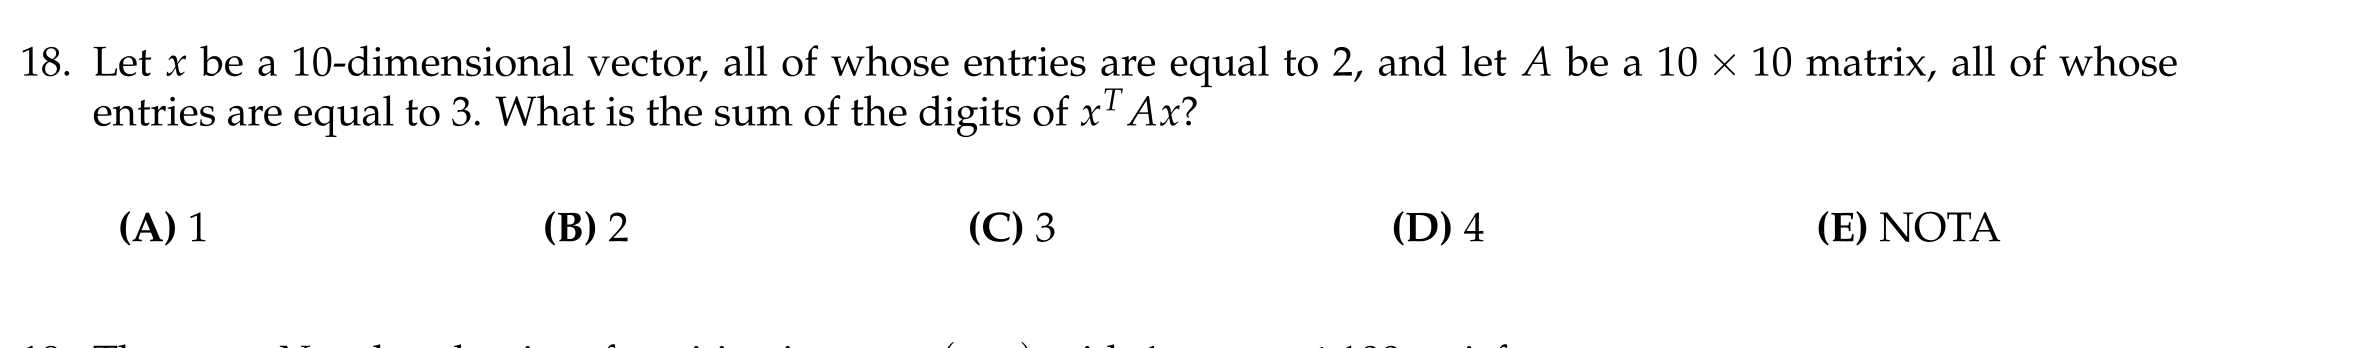 18. Let x be a 10-dimensional vector, all of whose entries are equal to 2, and let A be a 10 × 10 matrix, all of whose
entries are equal to 3. What is the sum of the digits of x^T Ax?
(A) 1 (B) 2 (C) 3 (D) 4 (E) NOTA